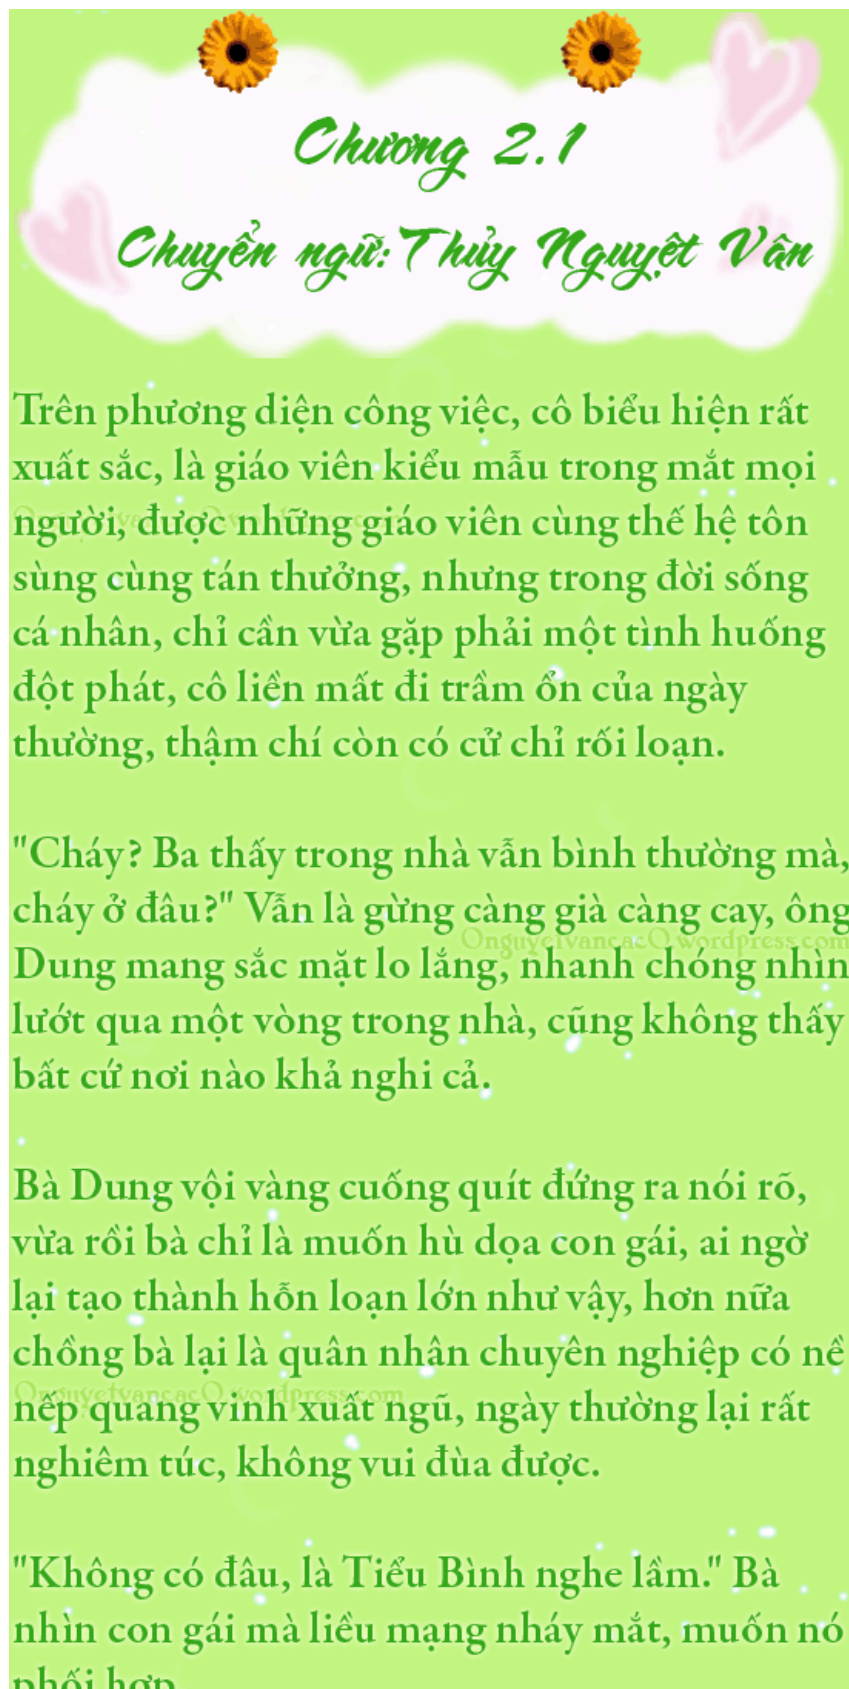 Chương 2.1
Chuyển ngữ: Thủy Nguyệt Vân
Trên phương diện công việc, cô biểu hiện rất
xuất sắc, là giáo viên kiểu mẫu trong mắt mọi
người, được những giáo viên cùng thế hệ tôn
sùng cùng tán thưởng, nhưng trong đời sống
cá nhân, chỉ cần vừa gặp phải một tình huống
đột phát, cô liền mất đi trầm ổn của ngày
thường, thậm chí còn có cử chỉ rối loạn.
"Cháy? Ba thấy trong nhà vẫn bình thường mà,
cháy ở đâu?" Vẫn là gừng càng già càng cay, ông
0nguyetvancac0.wordpress.com
Dung mang sắc mặt lo lắng, nhanh chóng nhìn
lướt qua một vòng trong nhà, cũng không thấy
bất cứ nơi nào khả nghi cả.
Bà Dung vội vàng cuống quít đứng ra nói rõ,
vừa rồi bà chỉ là muốn hù dọa con gái, ai ngờ
lại tạo thành hỗn loạn lớn như vậy, hơn nữa
chồng bà lại là quân nhân chuyên nghiệp có nề
0nguyetvancac0.wordpress.com
nếp quang vinh xuất ngũ, ngày thường lại rất
nghiêm túc, không vui đùa được.
"Không có đâu, là Tiểu Bình nghe lầm." Bà
nhìn con gái mà liều mạng nháy mắt, muốn nó
phối hợp